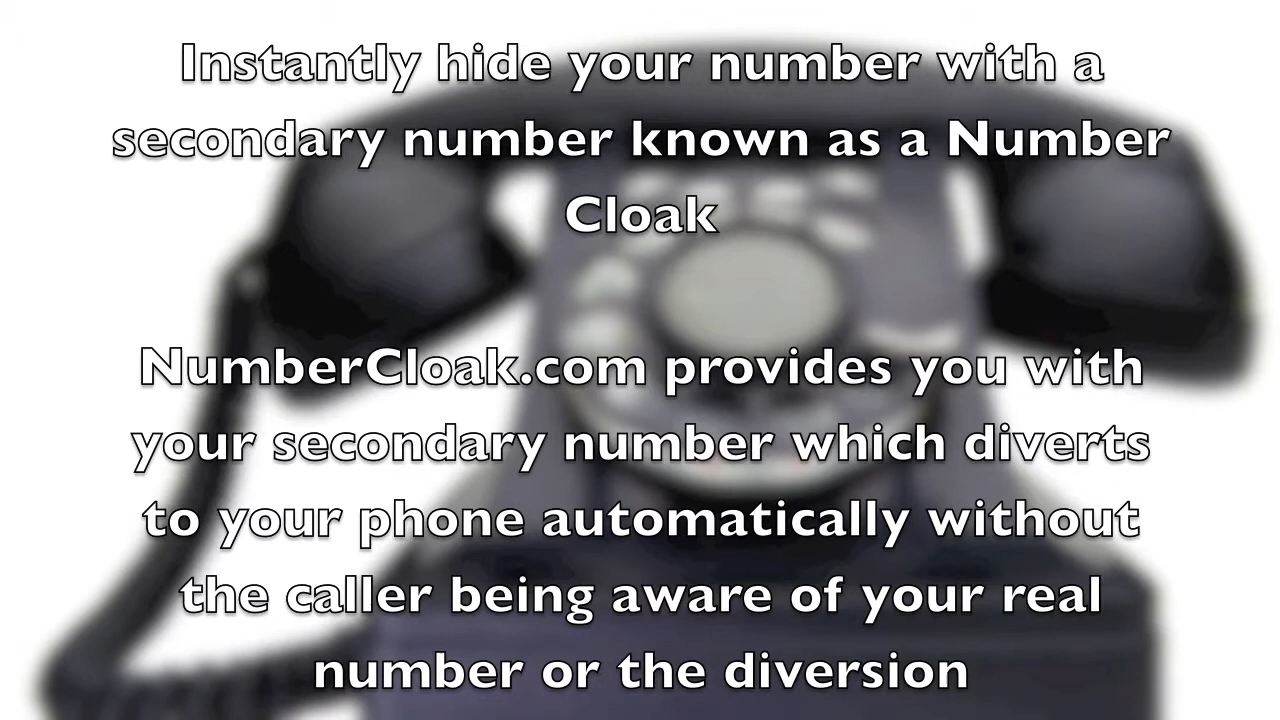 Instantly hide your number with a
secondary number known as a Number
Cloak
NumberCloak.com provides you with
your secondary number which diverts
to your phone automatically without
the caller being aware of your real
number or the diversion